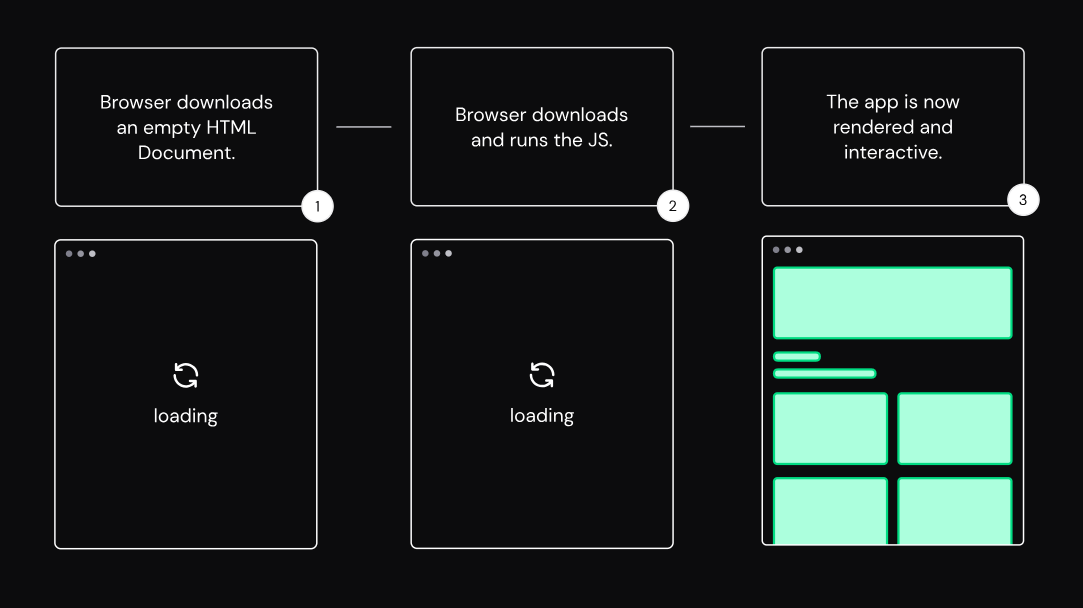 Browser downloads
an empty HTML
Document.
1
Browser downloads
and runs the JS.
2
The app is now
rendered and
interactive.
3
loading
loading